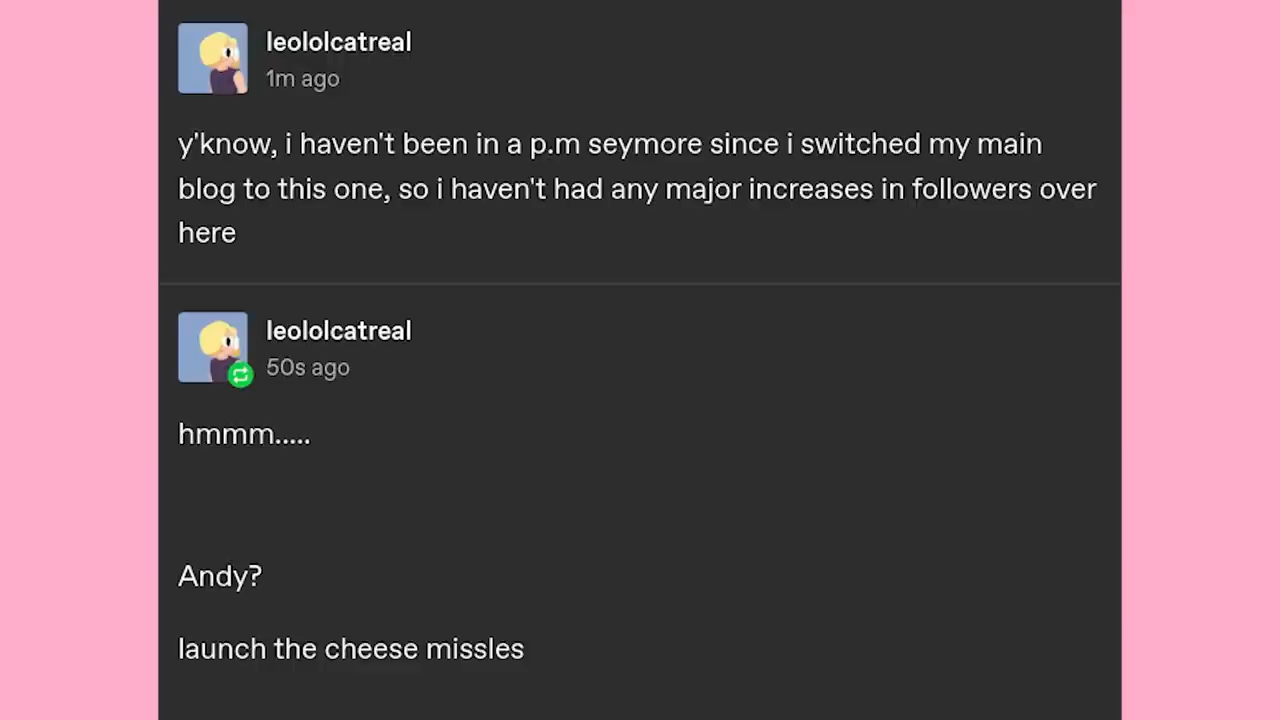 leololcatreal
1m ago
y'know, i haven't been in a p.m seymore since i switched my main
blog to this one, so i haven't had any major increases in followers over
here
leololcatreal
50s ago
hmmm.....
Andy?
launch the cheese missles